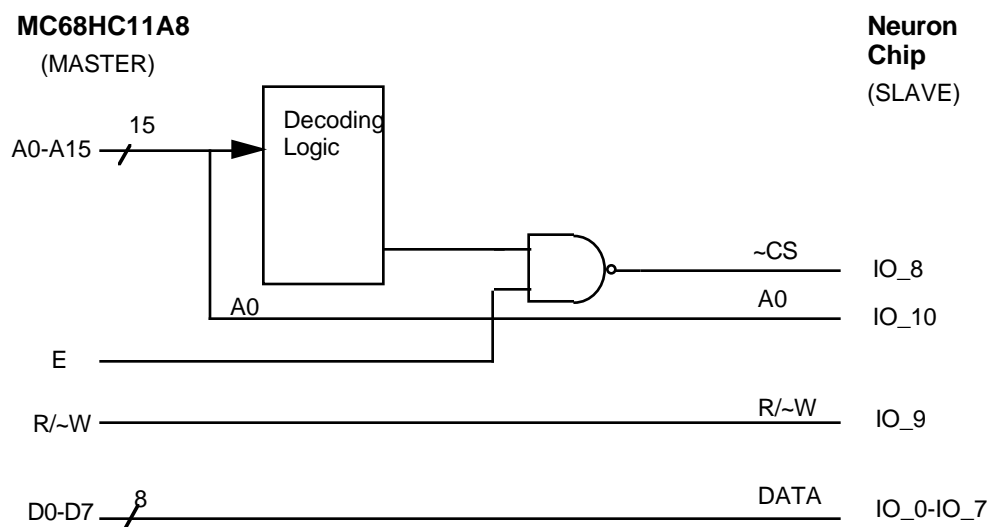 MC68HC11A8
(MASTER)
Neuron
Chip
(SLAVE)
15
A0-A15
Decoding
Logic
~CS
IO_8
A0
A0
IO_10
E
R/~W
R/~W
IO_9
8
D0-D7
DATA
IO_0-IO_7